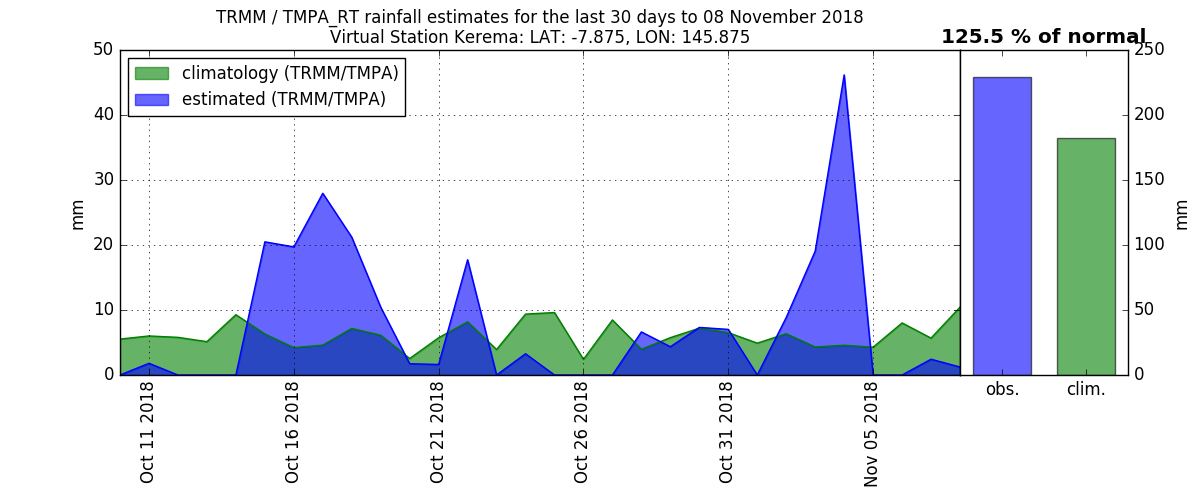 TRMM / TMPA_RT rainfall estimates for the last 30 days to 08 November 2018
Virtual Station Kerema: LAT: -7.875, LON: 145.875
125.5 % of normal
climatology (TRMM/TMPA)
estimated (TRMM/TMPA)
50
40
30
20
10
0
mm
Oct 11 2018
Oct 16 2018
Oct 21 2018
Oct 26 2018
Oct 31 2018
Nov 05 2018
obs.
clim.
250
200
150
100
50
0
mm